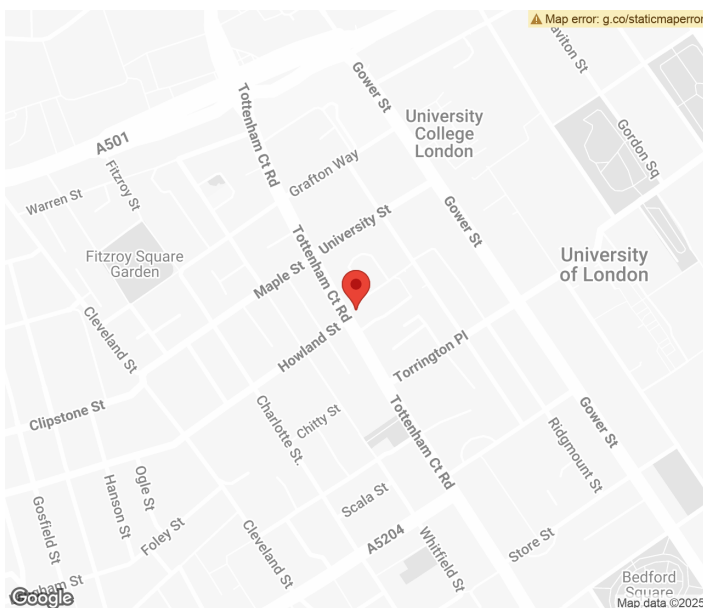 Map error: g.co/staticmaperror
Gower St
University
College
London
Gordon Sq
Tottenham Ct Rd
A501
Grafton Way
Fitzroy St
Warren St
University St
Gower St
Fitzroy Square
Garden
Tottenham Ct Rd
Maple St
University
of London
Cleveland St
Howland St
Torrington Pl
Clipstone St
Charlotte St.
Chitty St
Tottenham Ct Rd
Gower St
Ridgmount St
Ogle St
Hanson St
Gosfield St
Foley St
Scala St
Cleveland St
A5204
Whitfield St
Store St
Bedford
Square
Google
Map data ©2025